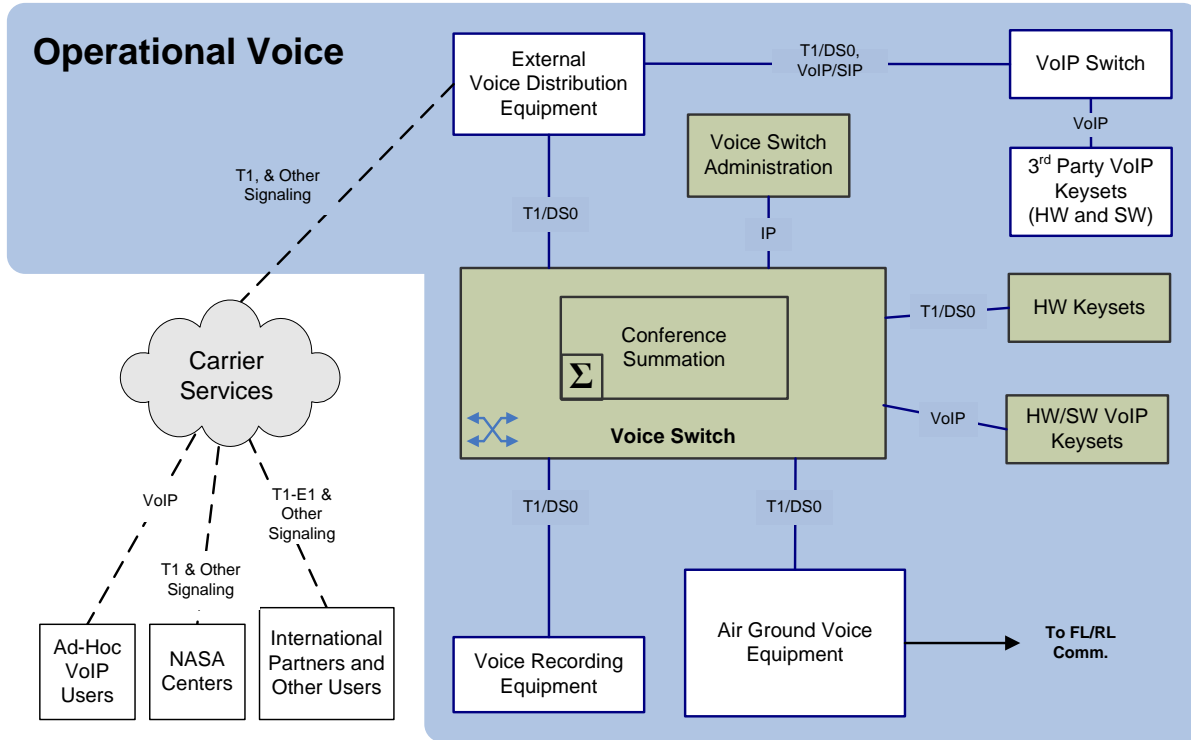 Operational Voice
External
Voice Distribution
Equipment
T1/DS0,
VoIP/SIP
VoIP Switch
VoIP
3rd Party VoIP
Keysets
(HW and SW)
Voice Switch
Administration
T1, & Other
Signaling
T1/DS0
IP
Conference
Summation
Σ
Voice Switch
T1/DS0
HW Keysets
VoIP
HW/SW VoIP
Keysets
Carrier
Services
VoIP
T1-E1 &
Other
Signaling
T1 & Other
Signaling
T1/DS0
T1/DS0
Ad-Hoc
VoIP
Users
NASA
Centers
International
Partners and
Other Users
Voice Recording
Equipment
Air Ground Voice
Equipment
To FL/RL
Comm.